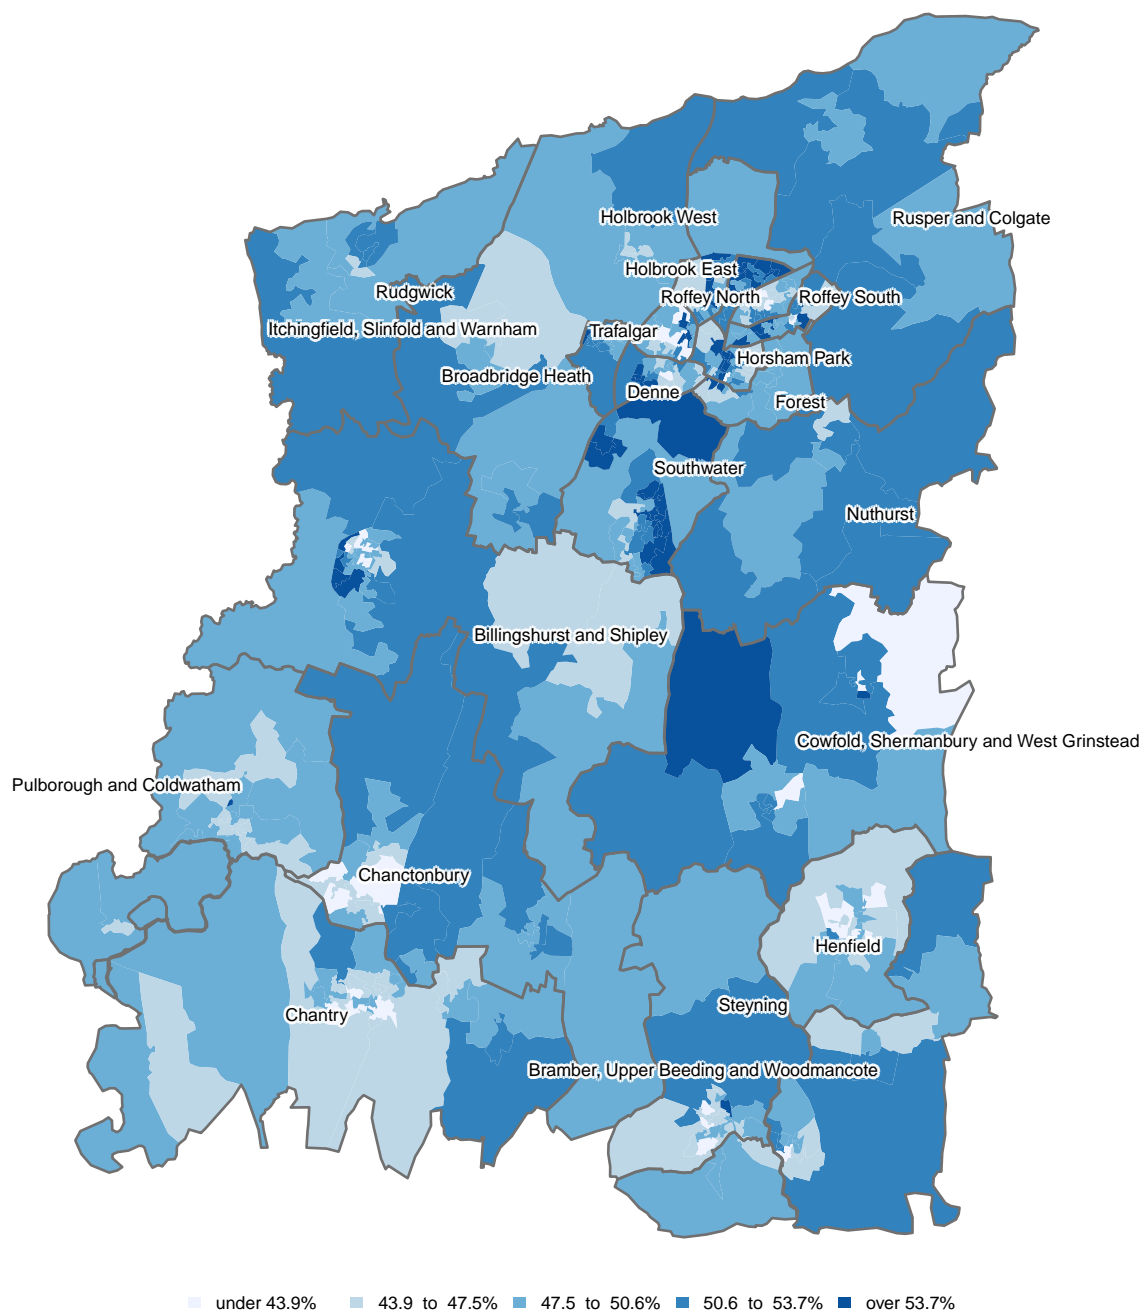 Holbrook West
Rusper and Colgate
Holbrook East
Rudgwick
Roffey North
Roffey South
Itchingfield, Slinfold and Warnham
Trafalgar
Horsham Park
Broadbridge Heath
Denne
Forest
Southwater
Nuthurst
Billingshurst and Shipley
Cowfold, Shermanbury and West Grinstead
Pulborough and Coldwatham
Chanctonbury
Henfield
Steyning
Chantry
Bramber, Upper Beeding and Woodmancote
under 43.9% 43.9 to 47.5% 47.5 to 50.6% 50.6 to 53.7% over 53.7%